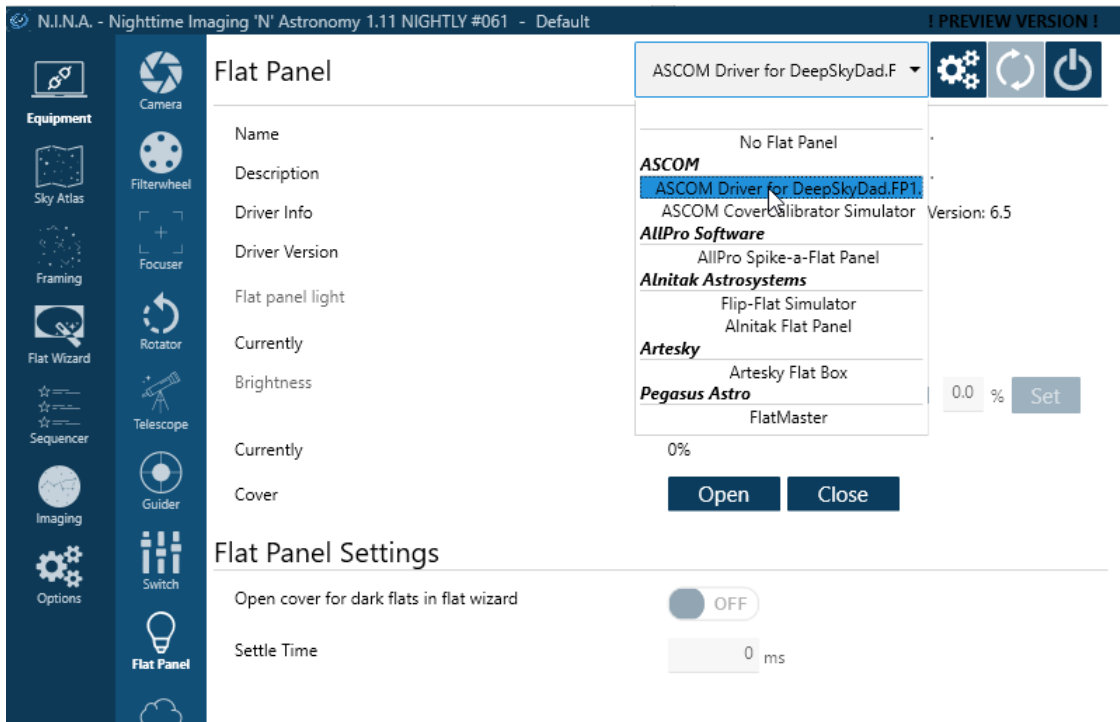 N.I.N.A. - Nighttime Imaging 'N' Astronomy 1.11 NIGHTLY #061 - Default
! PREVIEW VERSION !
Equipment
Sky Atlas
Framing
Flat Wizard
Sequencer
Imaging
Options
Camera
Filterwheel
Focuser
Rotator
Telescope
Guider
Switch
Flat Panel
Flat Panel
ASCOM Driver for DeepSkyDad.F
Name
Description
Driver Info
Version: 6.5
Driver Version
Flat panel light
Currently
Brightness
0.0 % Set
No Flat Panel
ASCOM
ASCOM Driver for DeepSkyDad.FP1.
ASCOM CoverCalibrator Simulator
AllPro Software
AllPro Spike-a-Flat Panel
Alnitak Astrosystems
Flip-Flat Simulator
Alnitak Flat Panel
Artesky
Artesky Flat Box
Pegasus Astro
FlatMaster
Currently 0%
Cover Open Close
Flat Panel Settings
Open cover for dark flats in flat wizard OFF
Settle Time 0 ms